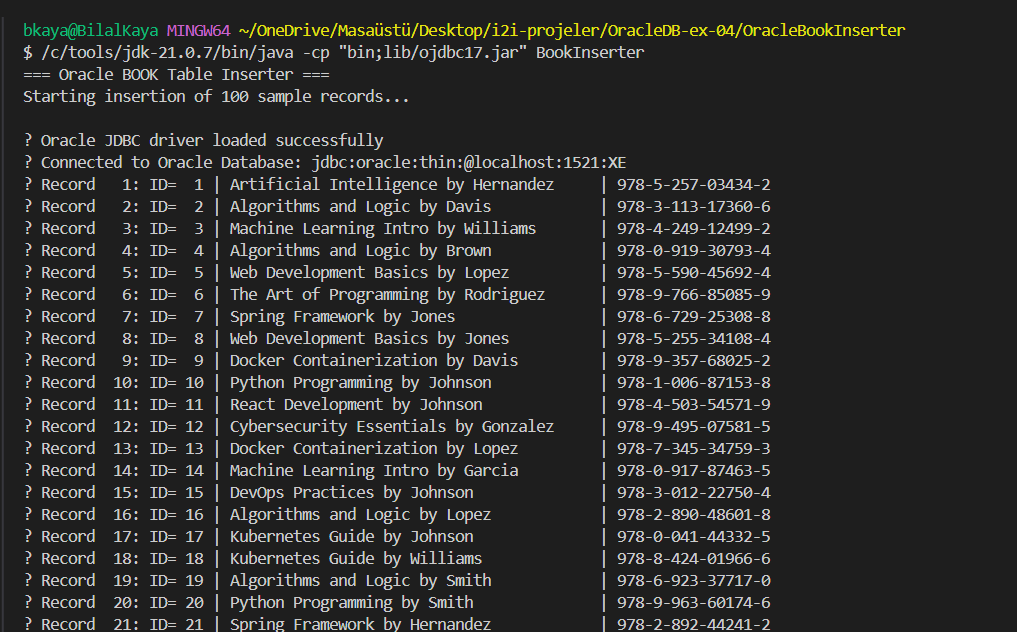 bkaya@BilalKaya MINGW64 ~/OneDrive/Masaüstü/Desktop/i2i-projeler/OracleDB-ex-04/OracleBookInserter
$ /c/tools/jdk-21.0.7/bin/java -cp "bin;lib/ojdbc17.jar" BookInserter
=== Oracle BOOK Table Inserter ===
Starting insertion of 100 sample records...
? Oracle JDBC driver loaded successfully
? Connected to Oracle Database: jdbc:oracle:thin:@localhost:1521:XE
? Record   1: ID=  1 | Artificial Intelligence by Hernandez     | 978-5-257-03434-2
? Record   2: ID=  2 | Algorithms and Logic by Davis            | 978-3-113-17360-6
? Record   3: ID=  3 | Machine Learning Intro by Williams       | 978-4-249-12499-2
? Record   4: ID=  4 | Algorithms and Logic by Brown            | 978-0-919-30793-4
? Record   5: ID=  5 | Web Development Basics by Lopez          | 978-5-590-45692-4
? Record   6: ID=  6 | The Art of Programming by Rodriguez      | 978-9-766-85085-9
? Record   7: ID=  7 | Spring Framework by Jones                | 978-6-729-25308-8
? Record   8: ID=  8 | Web Development Basics by Jones          | 978-5-255-34108-4
? Record   9: ID=  9 | Docker Containerization by Davis         | 978-9-357-68025-2
? Record  10: ID= 10 | Python Programming by Johnson            | 978-1-006-87153-8
? Record  11: ID= 11 | React Development by Johnson             | 978-4-503-54571-9
? Record  12: ID= 12 | Cybersecurity Essentials by Gonzalez     | 978-9-495-07581-5
? Record  13: ID= 13 | Docker Containerization by Lopez         | 978-7-345-34759-3
? Record  14: ID= 14 | Machine Learning Intro by Garcia         | 978-0-917-87463-5
? Record  15: ID= 15 | DevOps Practices by Johnson              | 978-3-012-22750-4
? Record  16: ID= 16 | Algorithms and Logic by Lopez            | 978-2-890-48601-8
? Record  17: ID= 17 | Kubernetes Guide by Johnson              | 978-0-041-44332-5
? Record  18: ID= 18 | Kubernetes Guide by Williams             | 978-8-424-01966-6
? Record  19: ID= 19 | Algorithms and Logic by Smith            | 978-6-923-37717-0
? Record  20: ID= 20 | Python Programming by Smith              | 978-9-963-60174-6
? Record  21: ID= 21 | Spring Framework by Hernandez            | 978-2-892-44241-2